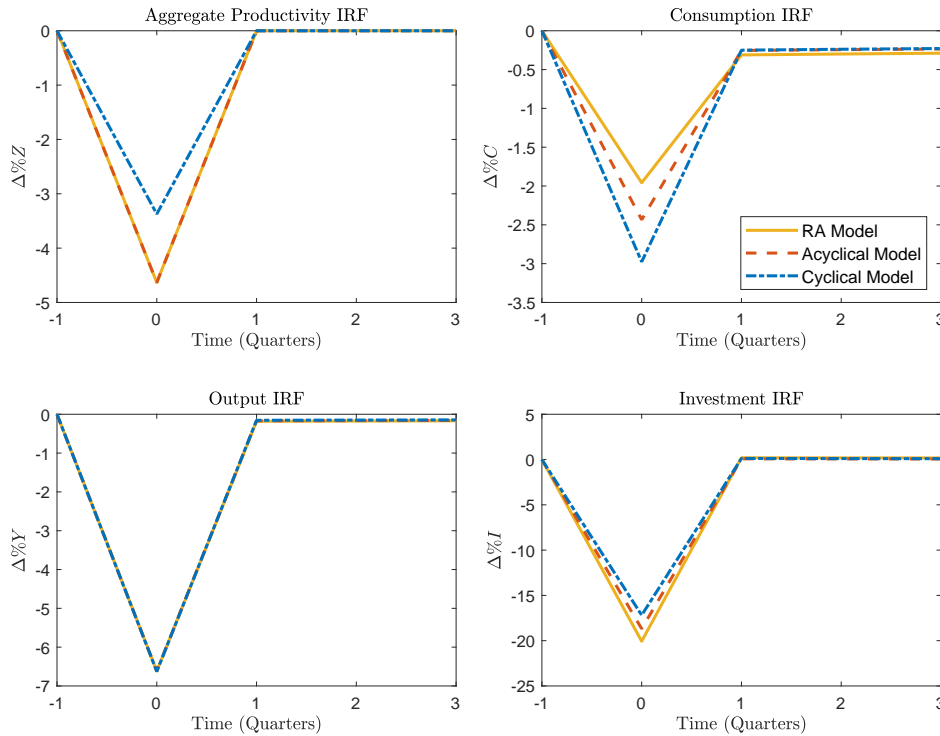 Aggregate Productivity IRF
0
-1
-2
-3
-4
-5
Δ%Z
-1 0 1 2 3
Time (Quarters)
Consumption IRF
0
-0.5
-1
-1.5
-2
-2.5
-3
-3.5
Δ%C
RA Model
Acyclical Model
Cyclical Model
-1 0 1 2 3
Time (Quarters)
Output IRF
0
-1
-2
-3
-4
-5
-6
-7
Δ%Y
-1 0 1 2 3
Time (Quarters)
Investment IRF
5
0
-5
-10
-15
-20
-25
Δ%I
-1 0 1 2 3
Time (Quarters)